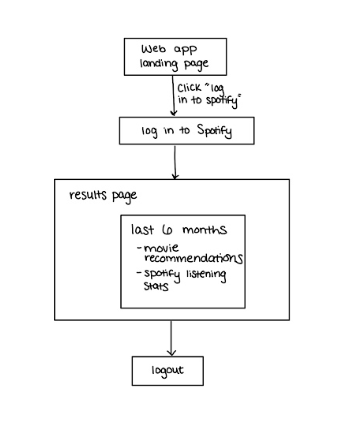 Web app
landing page
Click "log
in to spotify"
log in to Spotify
results page
last 6 months
- movie
recommendations
- spotify listening
stats
logout